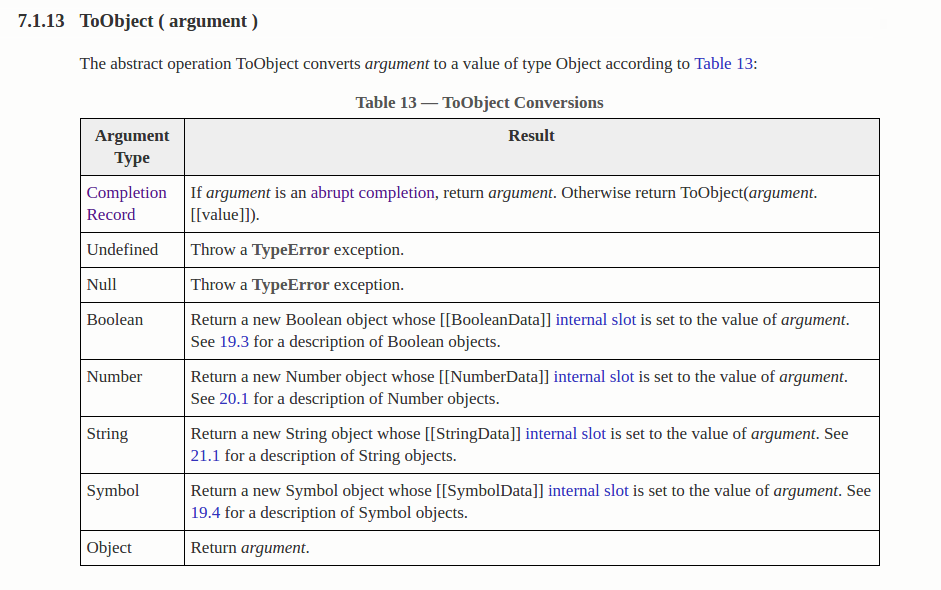 7.1.13 ToObject ( argument )
The abstract operation ToObject converts argument to a value of type Object according to Table 13:
Table 13 — ToObject Conversions
Argument Type
Result
Completion Record
If argument is an abrupt completion, return argument. Otherwise return ToObject(argument.
[[value]]).
Undefined
Throw a TypeError exception.
Null
Throw a TypeError exception.
Boolean
Return a new Boolean object whose [[BooleanData]] internal slot is set to the value of argument.
See 19.3 for a description of Boolean objects.
Number
Return a new Number object whose [[NumberData]] internal slot is set to the value of argument.
See 20.1 for a description of Number objects.
String
Return a new String object whose [[StringData]] internal slot is set to the value of argument. See
21.1 for a description of String objects.
Symbol
Return a new Symbol object whose [[SymbolData]] internal slot is set to the value of argument. See
19.4 for a description of Symbol objects.
Object
Return argument.